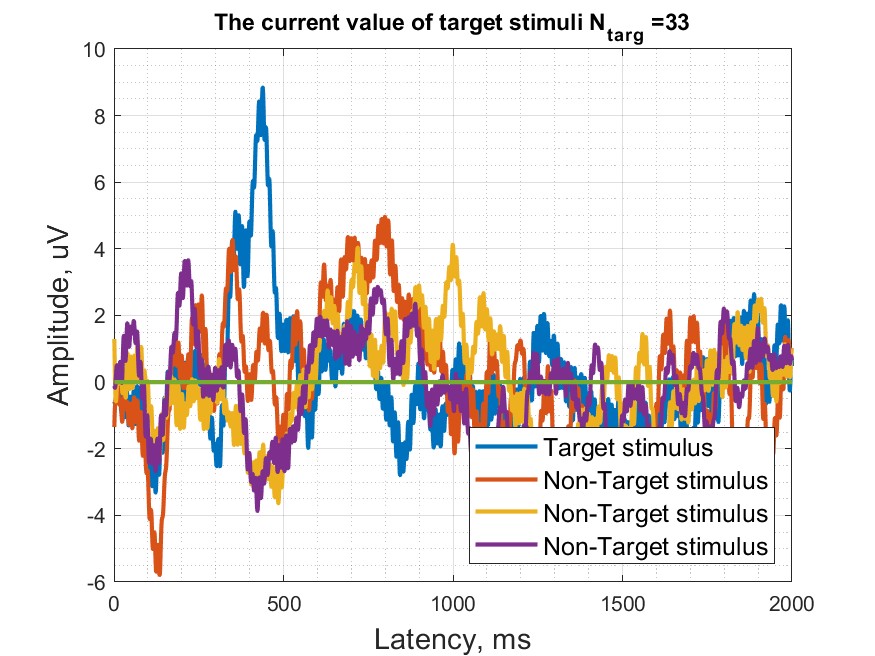 The current value of target stimuli N_targ =33
10
8
6
4
2
0
-2
-4
-6
Amplitude, uV
Target stimulus
Non-Target stimulus
Non-Target stimulus
Non-Target stimulus
0 500 1000 1500 2000
Latency, ms